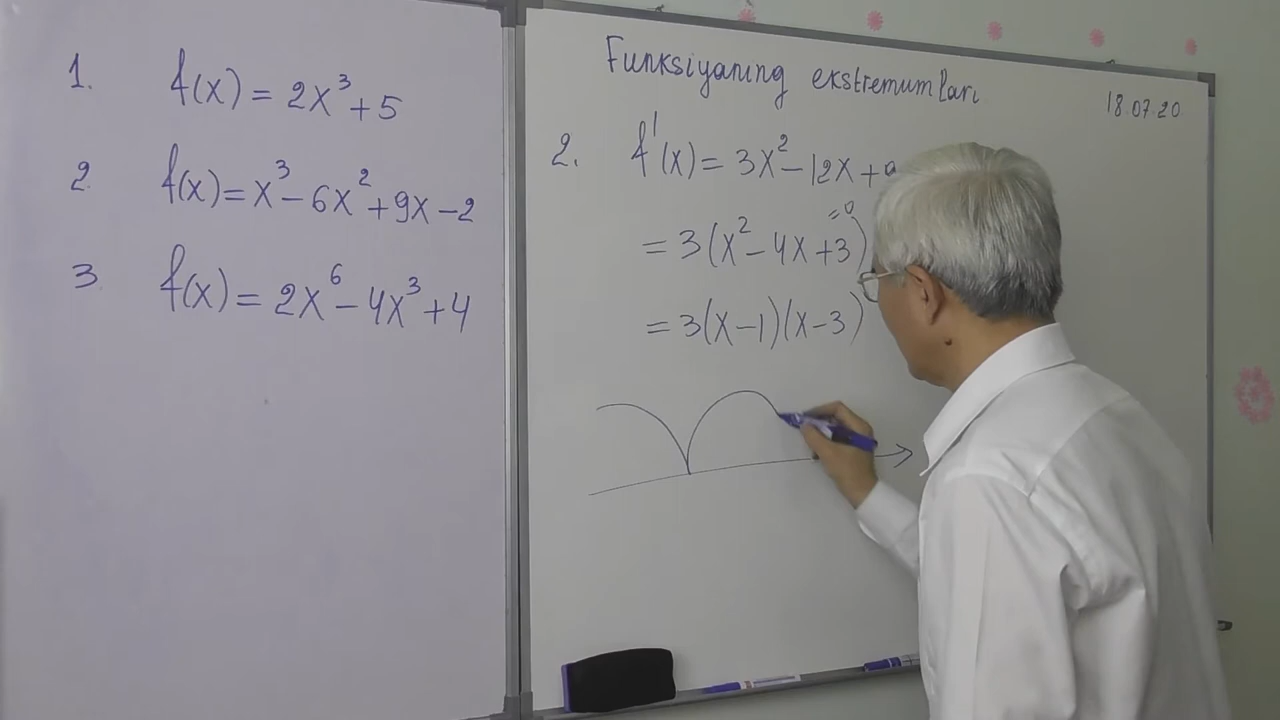 1. f(x) = 2x³ + 5
2. f(x) = x³ - 6x² + 9x - 2
3. f(x) = 2x⁶ - 4x³ + 4
Funksiyaning ekstremumları
18.07.20
2. f'(x) = 3x² - 12x +
= 0
= 3(x² - 4x + 3)
= 3(x - 1)(x - 3)